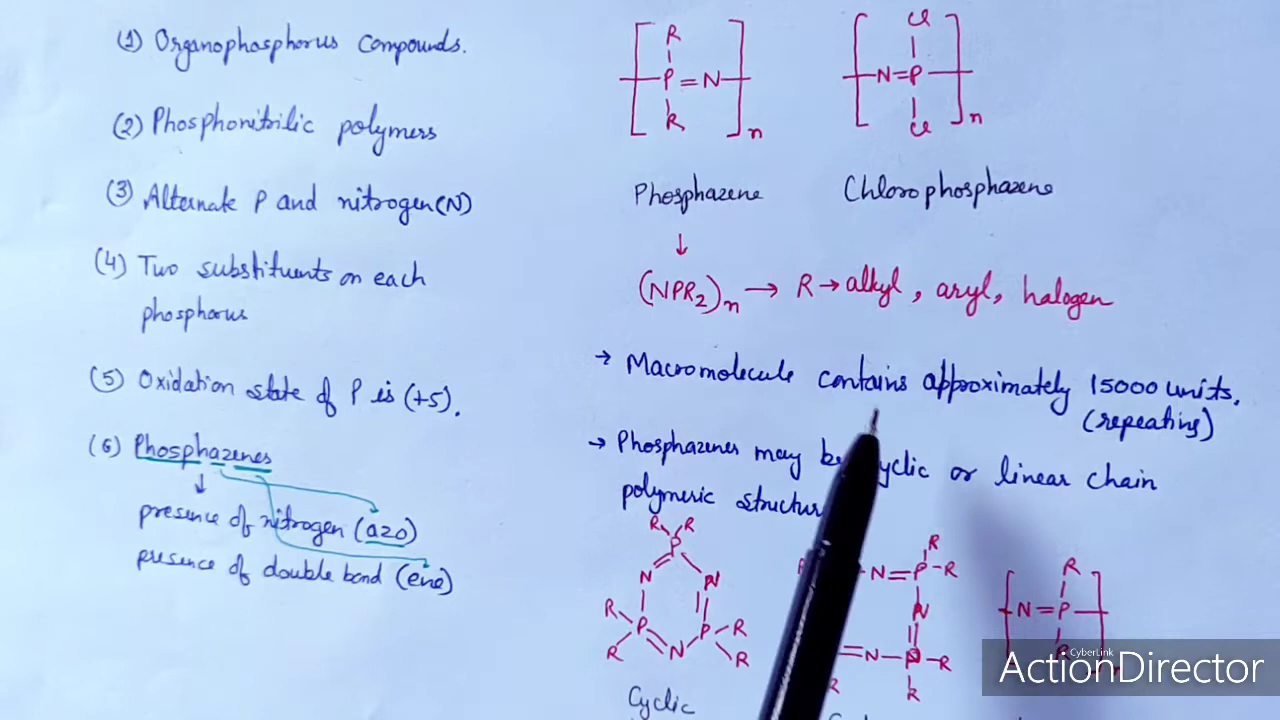 (1) Organophosphorus Compounds.
(2) Phosphonitrilic polymers
(3) Alternate P and nitrogen(N)
(4) Two substituents on each
phosphorus
(5) Oxidation state of P is (+5).
(6) Phosphazenes
↓
presence of nitrogen (azo)
presence of double bond (ene)
R
[ P=N ]n
R
Cl
[ N=P ]n
Cl
Phosphazene
Chlorophosphazene
↓
(NPR2)n → R → alkyl, aryl, halogen
→ Macromolecule contains approximately 15000 units.
(repeating)
→ Phosphazenes may be cyclic or linear chain
polymeric
R R
P
N N
R P P R
R N R
R
N=P-R
N
=N-P-R
R R
R
[ N=P ]
R
Cyclic
CyberLink
ActionDirector